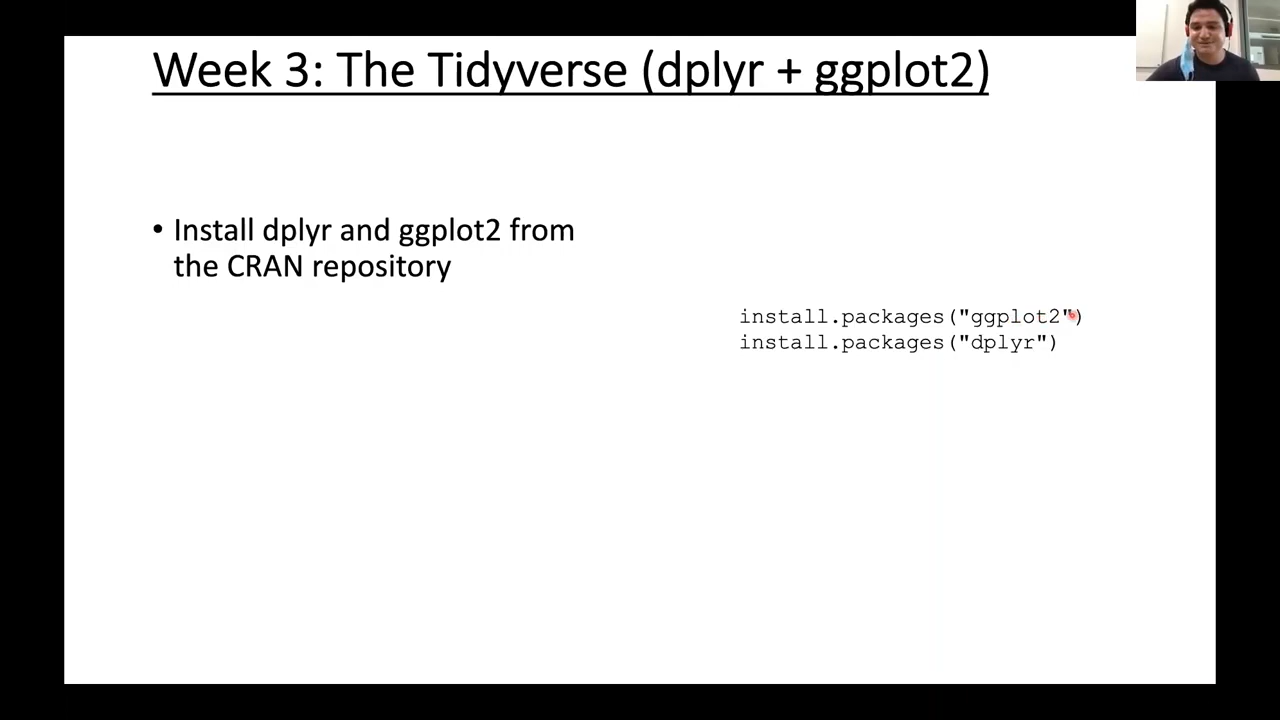 Week 3: The Tidyverse (dplyr + ggplot2)
• Install dplyr and ggplot2 from
the CRAN repository
install.packages("ggplot2")
install.packages("dplyr")